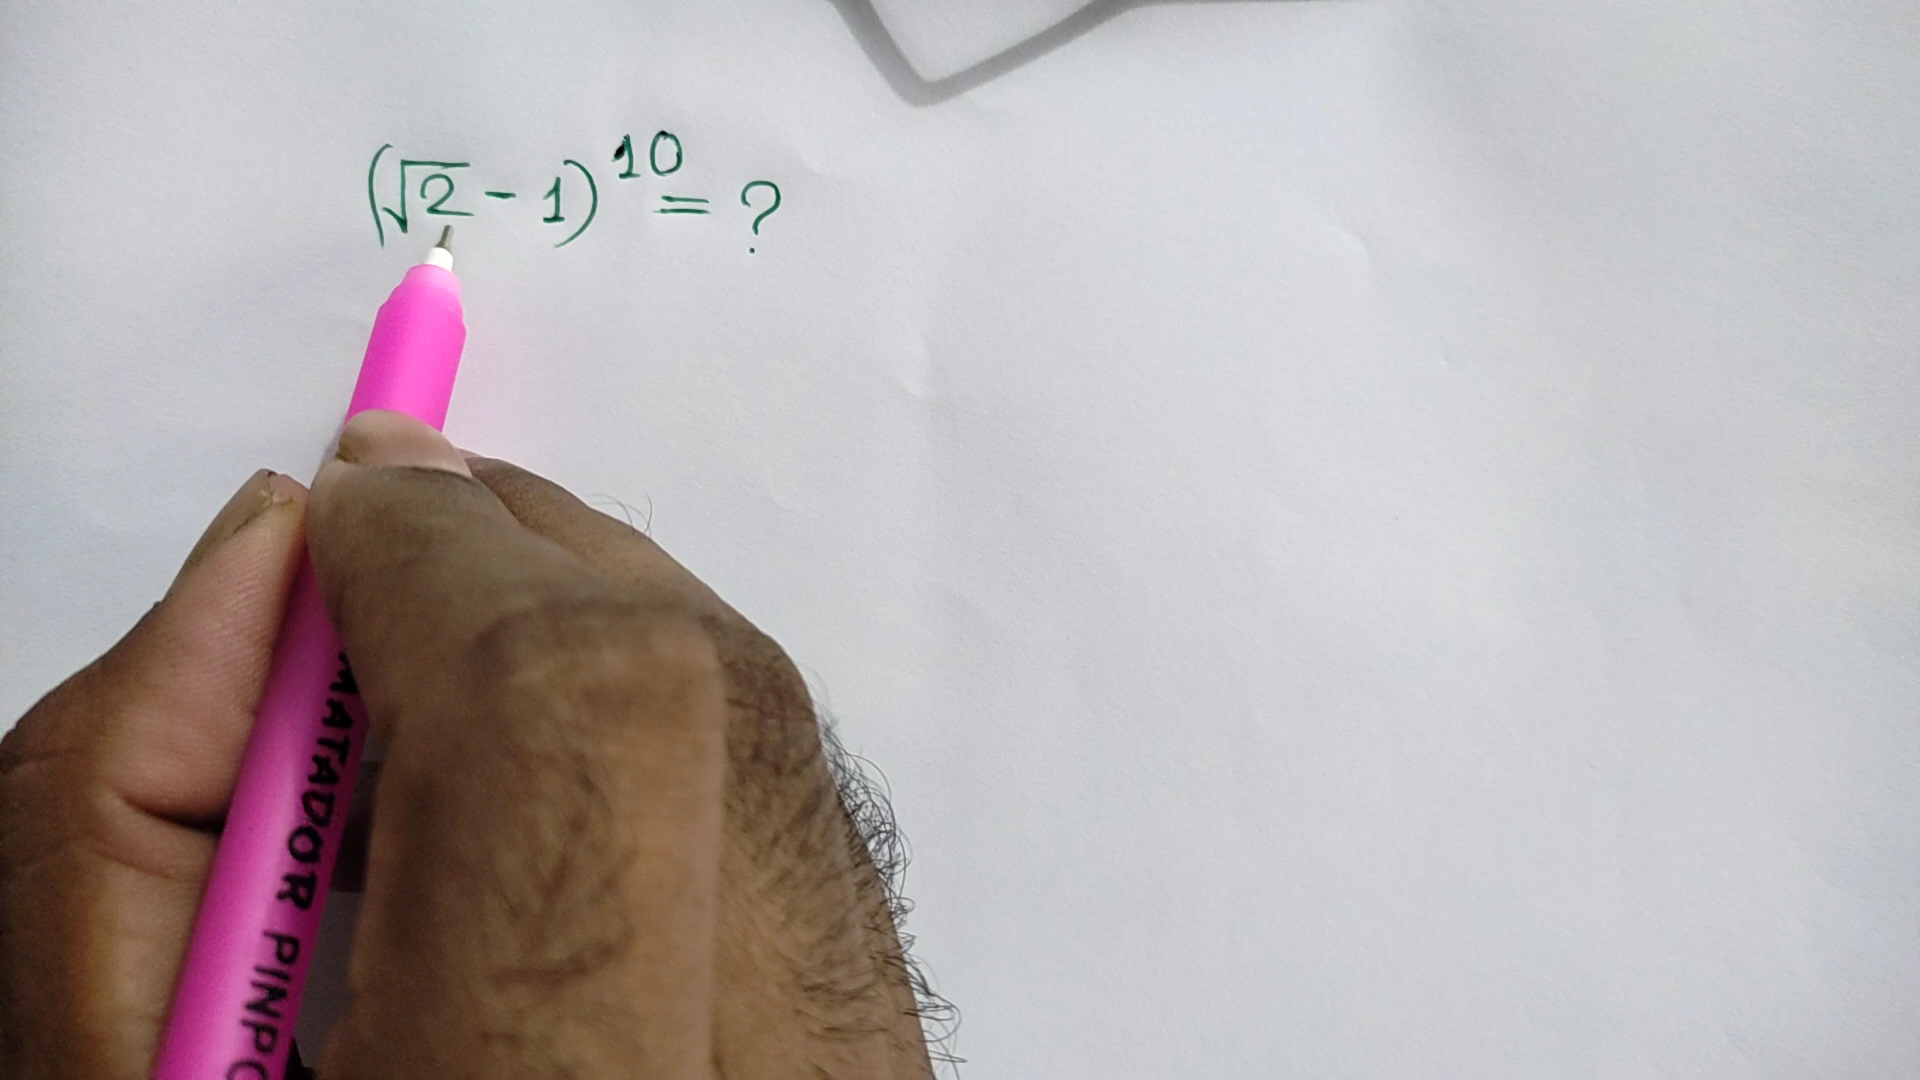 (√2 - 1)¹⁰ = ?
MATADOR PINPO